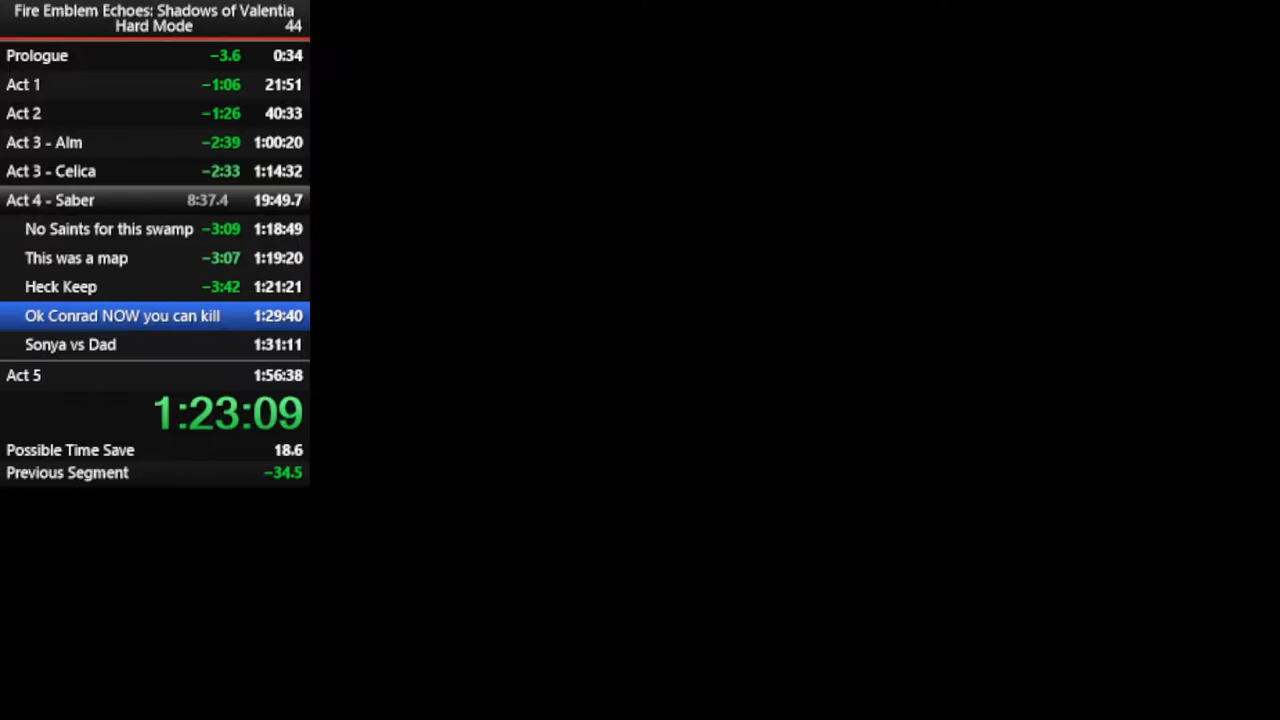 Fire Emblem Echoes: Shadows of Valentia
Hard Mode 44
Prologue -3.6 0:34
Act 1 -1:06 21:51
Act 2 -1:26 40:33
Act 3 - Alm -2:39 1:00:20
Act 3 - Celica -2:33 1:14:32
Act 4 - Saber 8:37.4 19:49.7
No Saints for this swamp -3:09 1:18:49
This was a map -3:07 1:19:20
Heck Keep -3:42 1:21:21
Ok Conrad NOW you can kill 1:29:40
Sonya vs Dad 1:31:11
Act 5 1:56:38
1:23:09
Possible Time Save 18.6
Previous Segment -34.5